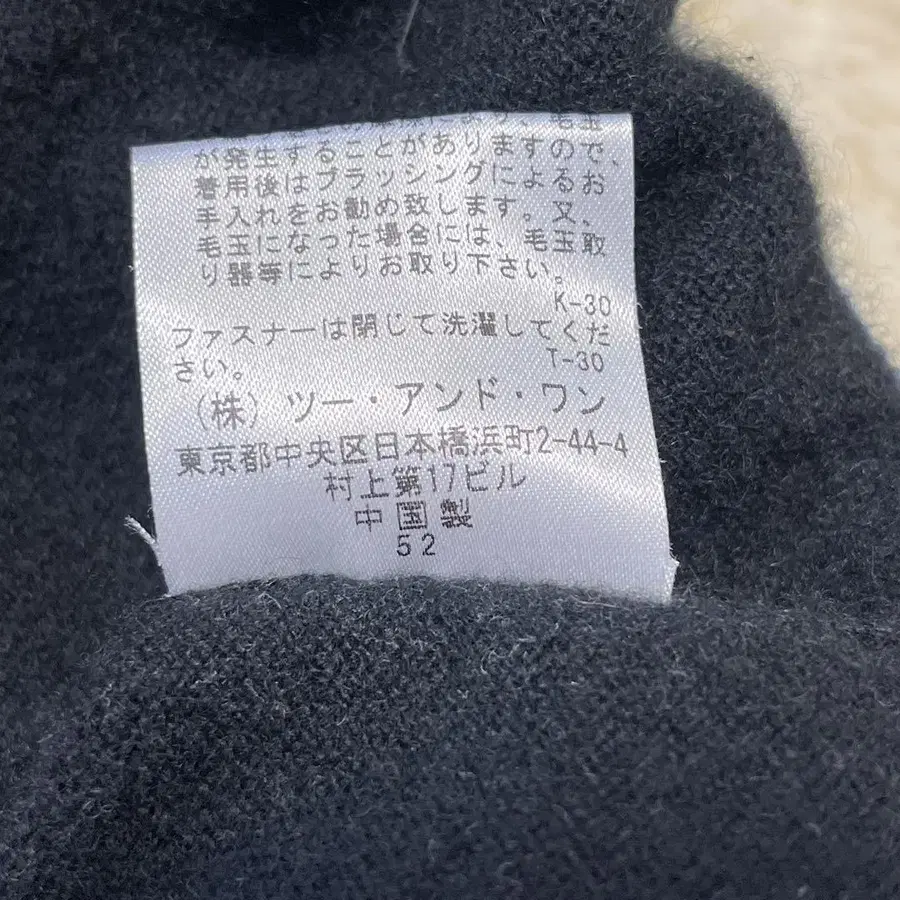 が発生することがありますので、
着用後はブラッシングによるお
手入れをお勧め致します。又、
毛玉になった場合には、毛玉取
り器等によりお取り下さい。
K-30
ファスナーは閉じて洗濯してくだ
さい。
T-30
(株) ツー・アンド・ワン
東京都中央区日本橋浜町2-44-4
村上第17ビル
中国製
52